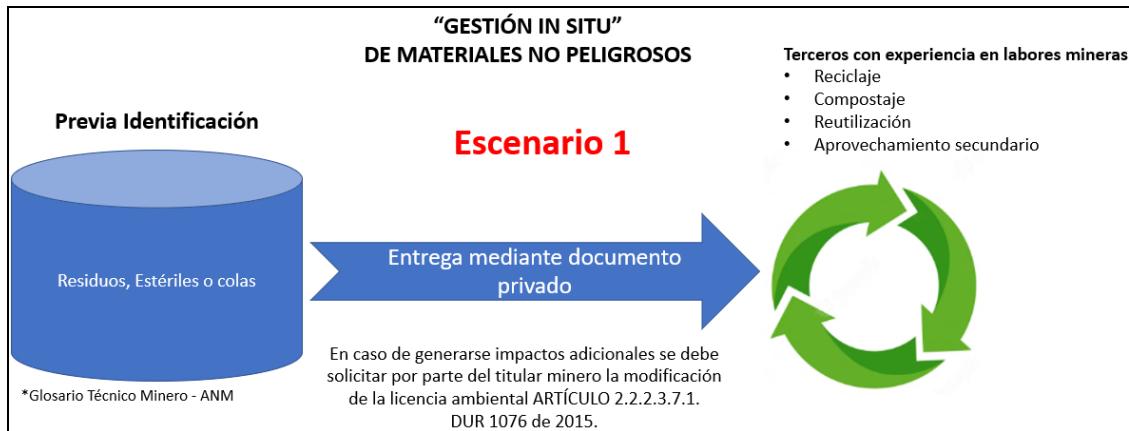 “GESTIÓN IN SITU”
DE MATERIALES NO PELIGROSOS
Terceros con experiencia en labores mineras
• Reciclaje
• Compostaje
• Reutilización
• Aprovechamiento secundario
Previa Identificación
Escenario 1
Residuos, Estériles o colas
Entrega mediante documento
privado
En caso de generarse impactos adicionales se debe
solicitar por parte del titular minero la modificación
de la licencia ambiental ARTÍCULO 2.2.2.3.7.1.
DUR 1076 de 2015.
*Glosario Técnico Minero - ANM